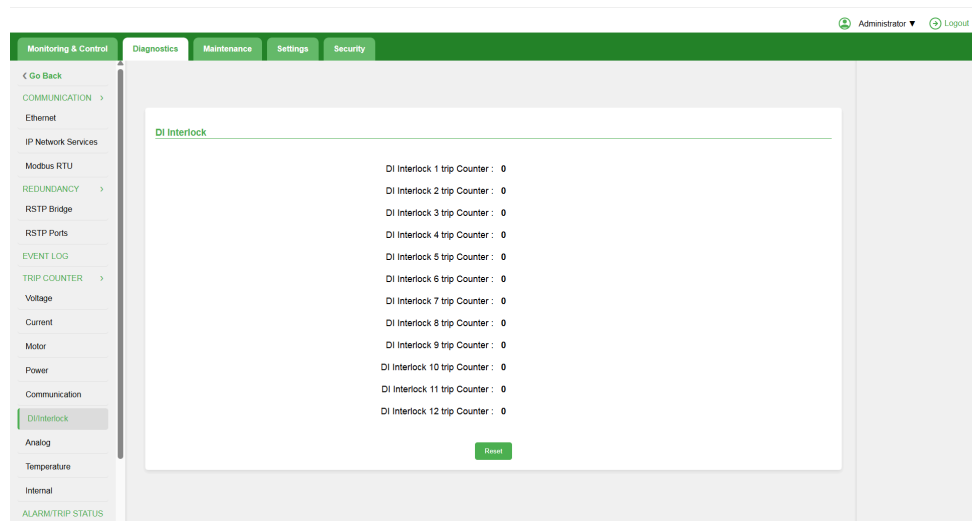 Administrator ▼ Logout
Monitoring & Control Diagnostics Maintenance Settings Security
< Go Back
COMMUNICATION >
Ethernet
IP Network Services
Modbus RTU
REDUNDANCY >
RSTP Bridge
RSTP Ports
EVENT LOG
TRIP COUNTER >
Voltage
Current
Motor
Power
Communication
DI/Interlock
Analog
Temperature
Internal
ALARM/TRIP STATUS
DI Interlock
DI Interlock 1 trip Counter : 0
DI Interlock 2 trip Counter : 0
DI Interlock 3 trip Counter : 0
DI Interlock 4 trip Counter : 0
DI Interlock 5 trip Counter : 0
DI Interlock 6 trip Counter : 0
DI Interlock 7 trip Counter : 0
DI Interlock 8 trip Counter : 0
DI Interlock 9 trip Counter : 0
DI Interlock 10 trip Counter : 0
DI Interlock 11 trip Counter : 0
DI Interlock 12 trip Counter : 0
Reset